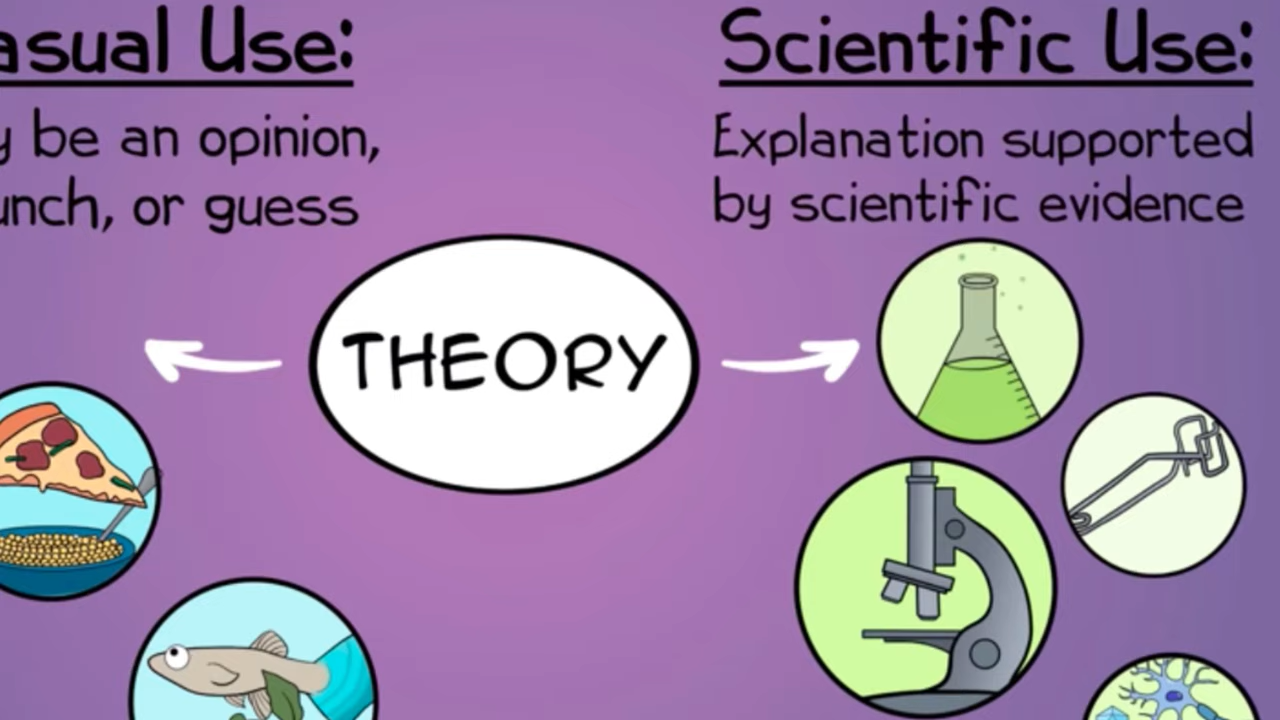 asual Use:
y be an opinion,
unch, or guess
Scientific Use:
Explanation supported
by scientific evidence
THEORY